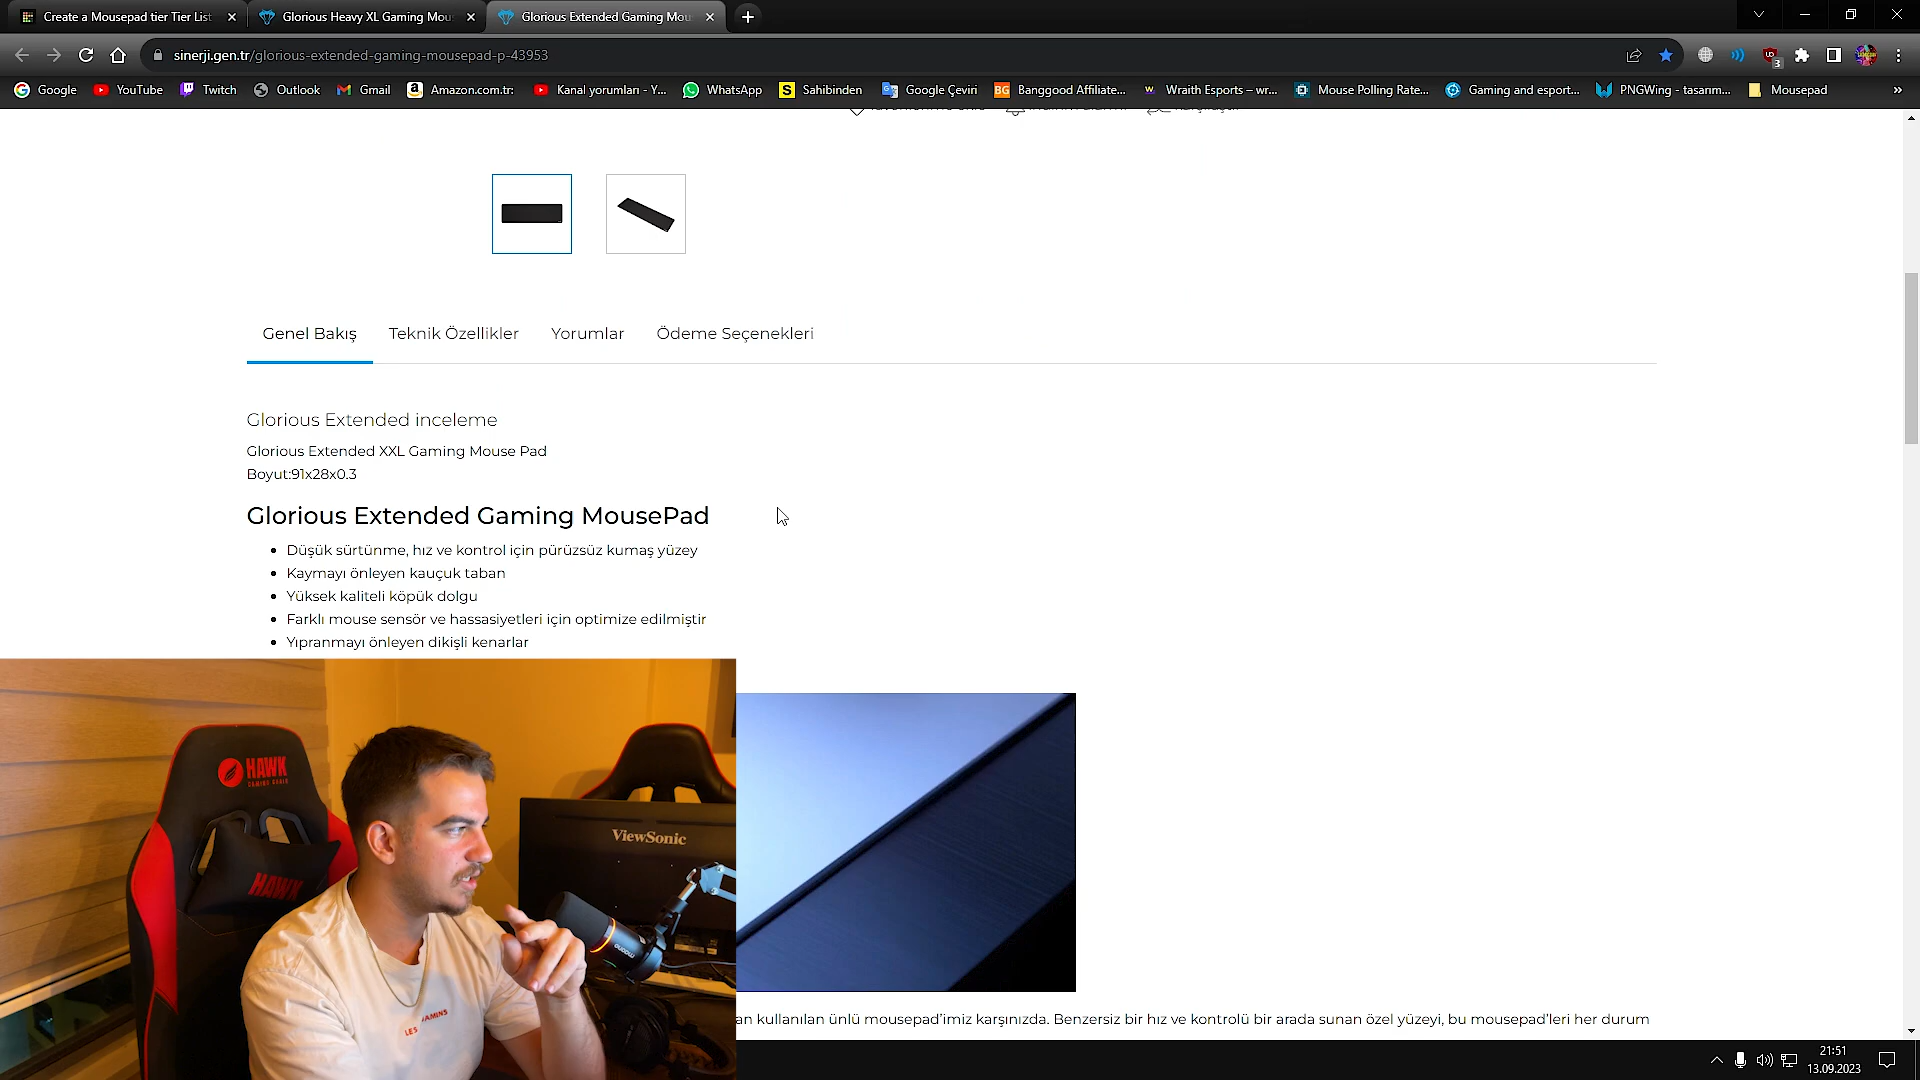 Create a Mousepad tier Tier List
Glorious Heavy XL Gaming Mou
Glorious Extended Gaming Mou
sinerji.gen.tr/glorious-extended-gaming-mousepad-p-43953
3
Google
YouTube
Twitch
Outlook
Gmail
Amazon.com.tr:
Kanal yorumları - Y...
WhatsApp
Sahibinden
Google Çeviri
Banggood Affiliate...
Wraith Esports – wr...
Mouse Polling Rate...
Gaming and esport...
PNGWing - tasarım...
Mousepad
»
Genel Bakış
Teknik Özellikler
Yorumlar
Ödeme Seçenekleri
Glorious Extended inceleme
Glorious Extended XXL Gaming Mouse Pad
Boyut:91x28x0.3
Glorious Extended Gaming MousePad
Düşük sürtünme, hız ve kontrol için pürüzsüz kumaş yüzey
Kaymayı önleyen kauçuk taban
Yüksek kaliteli köpük dolgu
Farklı mouse sensör ve hassasiyetleri için optimize edilmiştir
Yıpranmayı önleyen dikişli kenarlar
HAWK
GAMING CHAIR
ViewSonic
HAWK
maono
LES
an kullanılan ünlü mousepad'imiz karşınızda. Benzersiz bir hız ve kontrolü bir arada sunan özel yüzeyi, bu mousepad'leri her durum
21:51
13.09.2023